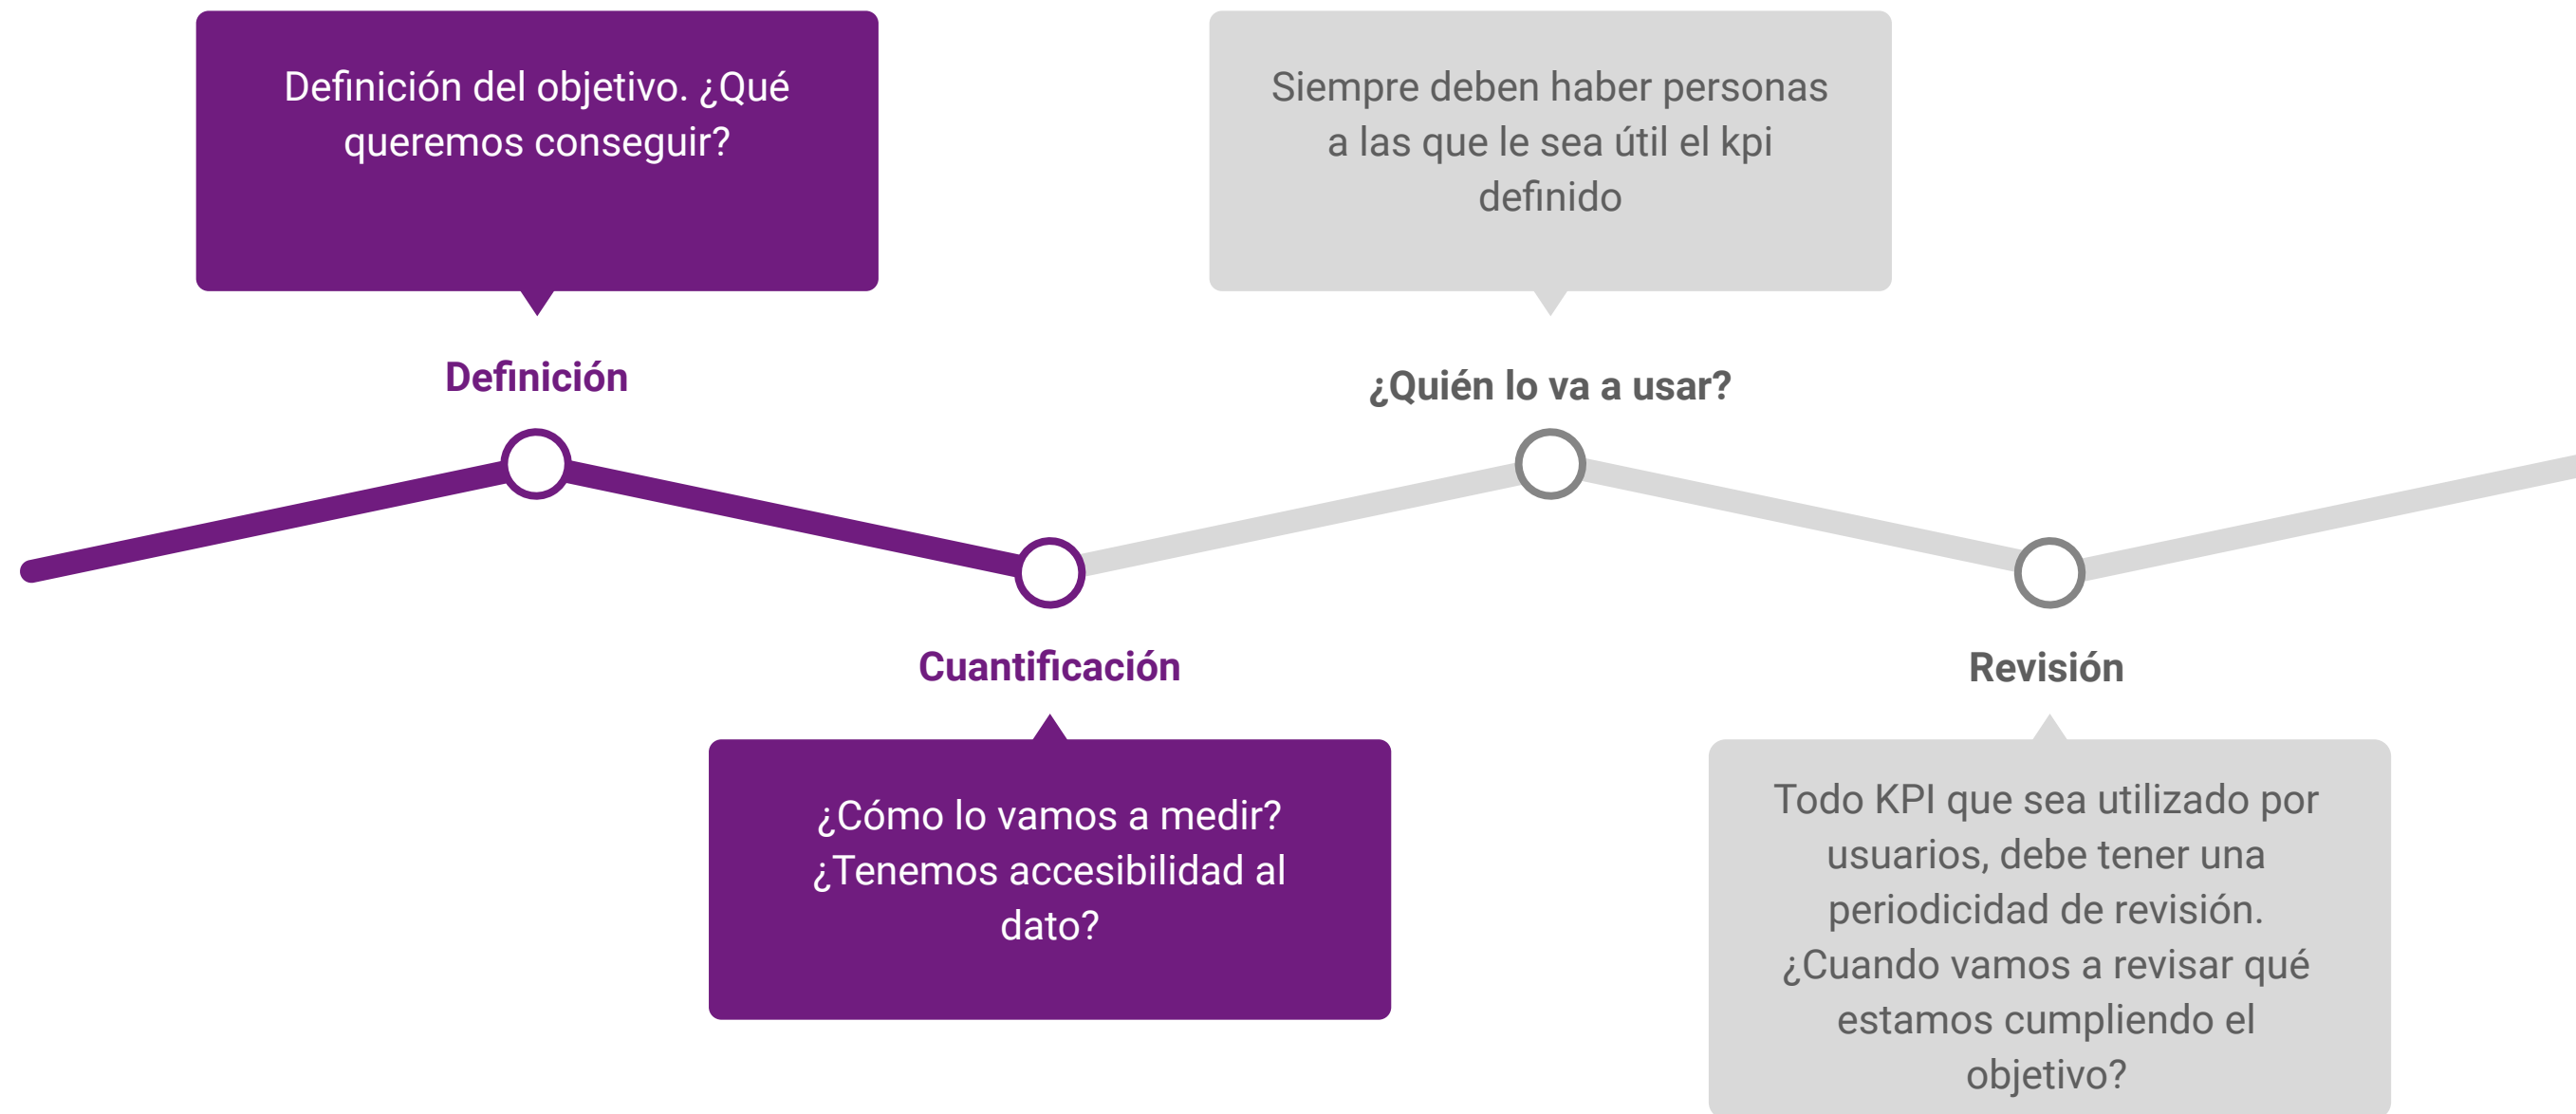 Definición del objetivo. ¿Qué
queremos conseguir?
Definición
Cuantificación
¿Cómo lo vamos a medir?
¿Tenemos accesibilidad al
dato?
Siempre deben haber personas
a las que le sea útil el kpi
definido
¿Quién lo va a usar?
Revisión
Todo KPI que sea utilizado por
usuarios, debe tener una
periodicidad de revisión.
¿Cuando vamos a revisar qué
estamos cumpliendo el
objetivo?